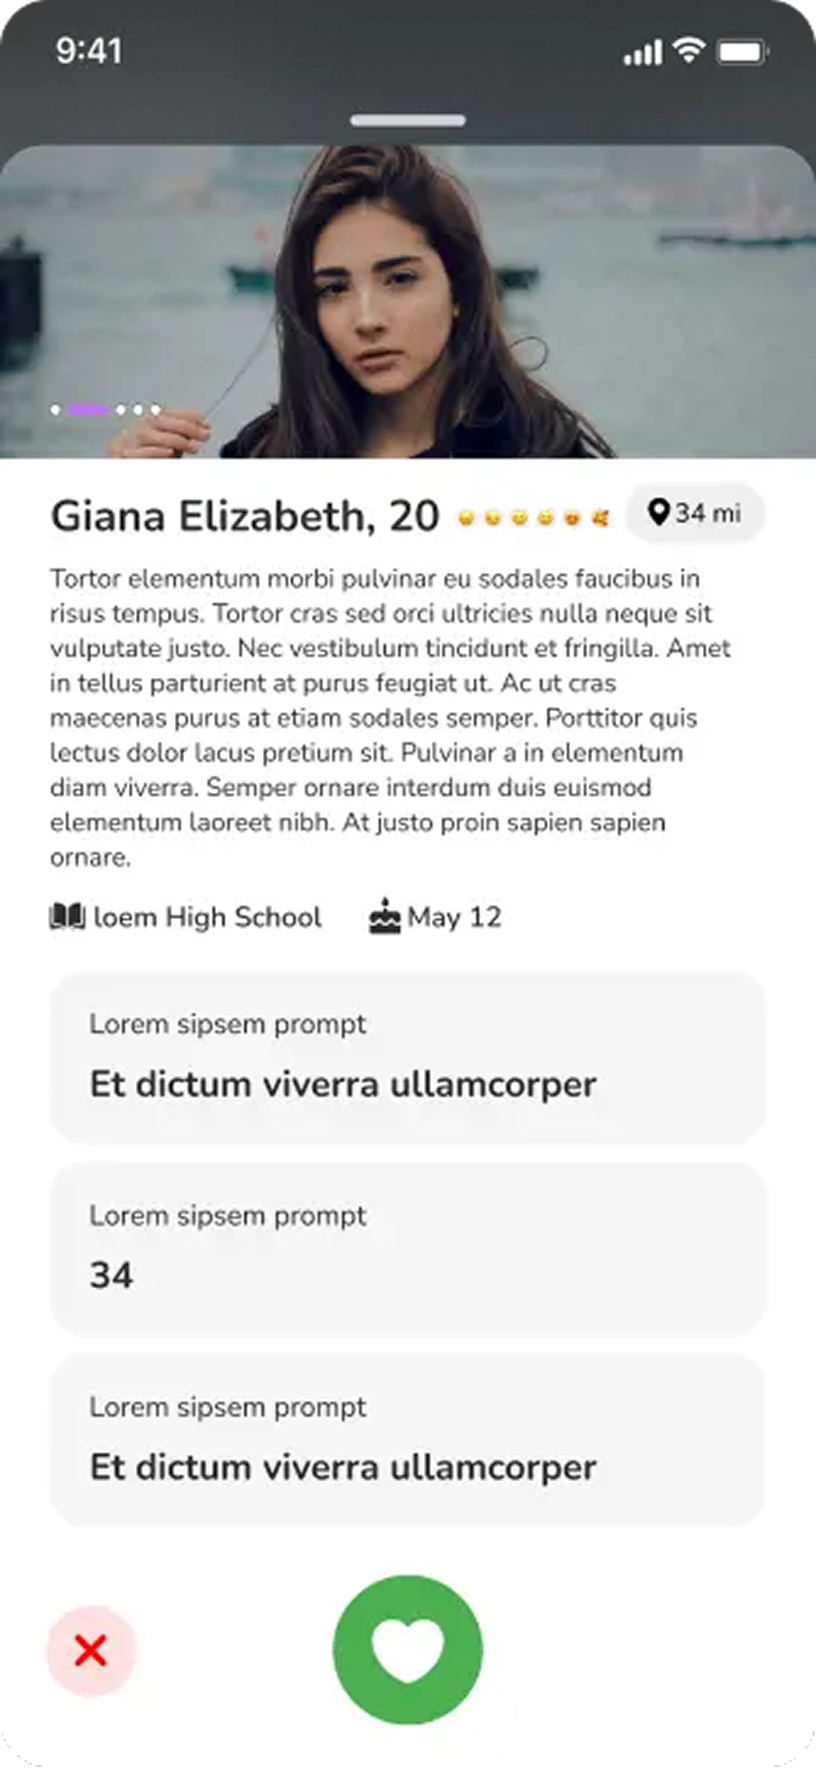 9:41
Giana Elizabeth, 20
34 mi
Tortor elementum morbi pulvinar eu sodales faucibus in
risus tempus. Tortor cras sed orci ultricies nulla neque sit
vulputate justo. Nec vestibulum tincidunt et fringilla. Amet
in tellus parturient at purus feugiat ut. Ac ut cras
maecenas purus at etiam sodales semper. Porttitor quis
lectus dolor lacus pretium sit. Pulvinar a in elementum
diam viverra. Semper ornare interdum duis euismod
elementum laoreet nibh. At justo proin sapien sapien
ornare.
loem High School
May 12
Lorem sipsem prompt
Et dictum viverra ullamcorper
Lorem sipsem prompt
34
Lorem sipsem prompt
Et dictum viverra ullamcorper